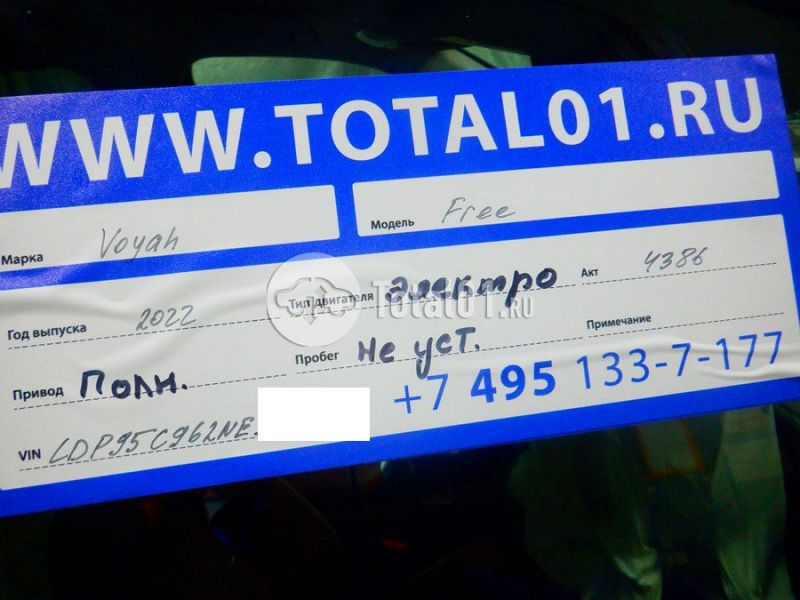 WWW.TOTAL01.RU
Марка Voyah Модель Free
Год выпуска 2022 Тип двигателя электро Акт 4386
Привод Полн. Пробег не уст. Примечание
+7 495 133-7-177
VIN LDP95C962NE
Total01.RU